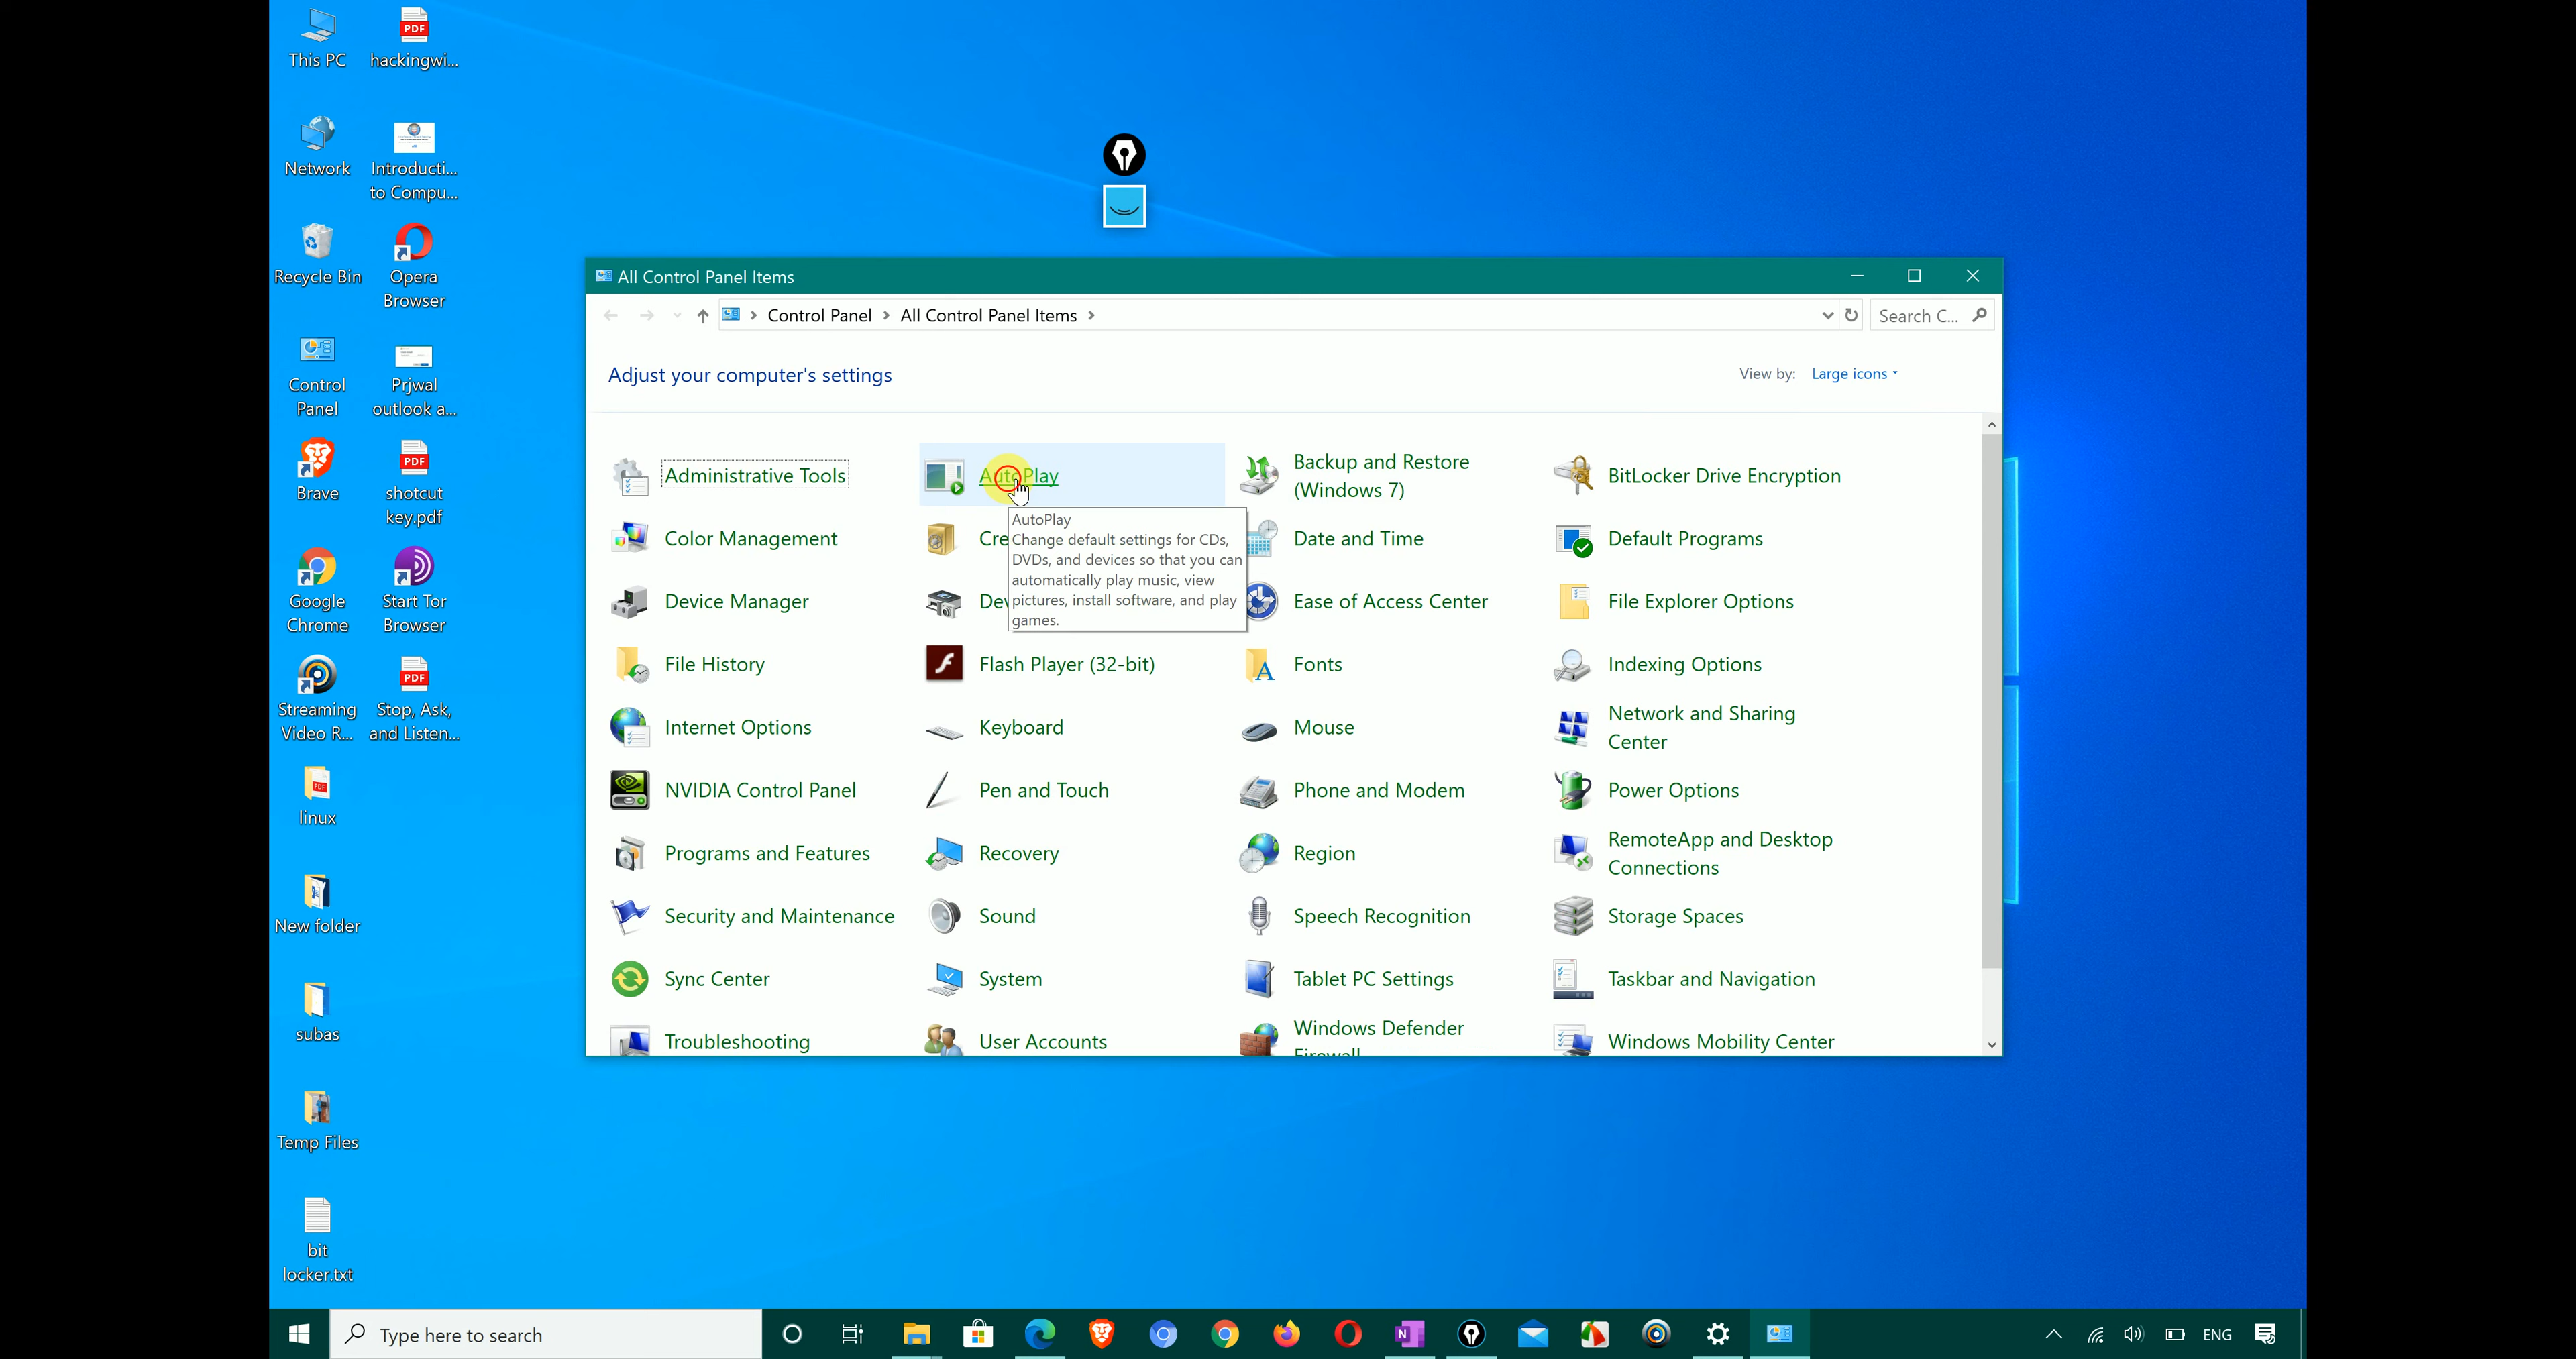 This PC
hackingwi...
Network
Introducti...
to Compu...
Recycle Bin
Opera
Browser
Control
Panel
Prjwal
outlook a...
Brave
PDF
shotcut
key.pdf
Google
Chrome
Start Tor
Browser
Streaming
Video R...
PDF
Stop, Ask,
and Listen...
linux
New folder
subas
Temp Files
bit
locker.txt
PDF
All Control Panel Items
Control Panel
All Control Panel Items
Search C...
Adjust your computer's settings
View by: Large icons
Administrative Tools
AutoPlay
Backup and Restore
(Windows 7)
BitLocker Drive Encryption
AutoPlay
Change default settings for CDs,
DVDs, and devices so that you can
automatically play music, view
pictures, install software, and play
games.
Color Management
Cre
Date and Time
Default Programs
Device Manager
Dev
Ease of Access Center
File Explorer Options
File History
Flash Player (32-bit)
Fonts
Indexing Options
Internet Options
Keyboard
Mouse
Network and Sharing
Center
NVIDIA Control Panel
Pen and Touch
Phone and Modem
Power Options
Programs and Features
Recovery
Region
RemoteApp and Desktop
Connections
Security and Maintenance
Sound
Speech Recognition
Storage Spaces
Sync Center
System
Tablet PC Settings
Taskbar and Navigation
Troubleshooting
User Accounts
Windows Defender
Firewall
Windows Mobility Center
Type here to search
ENG